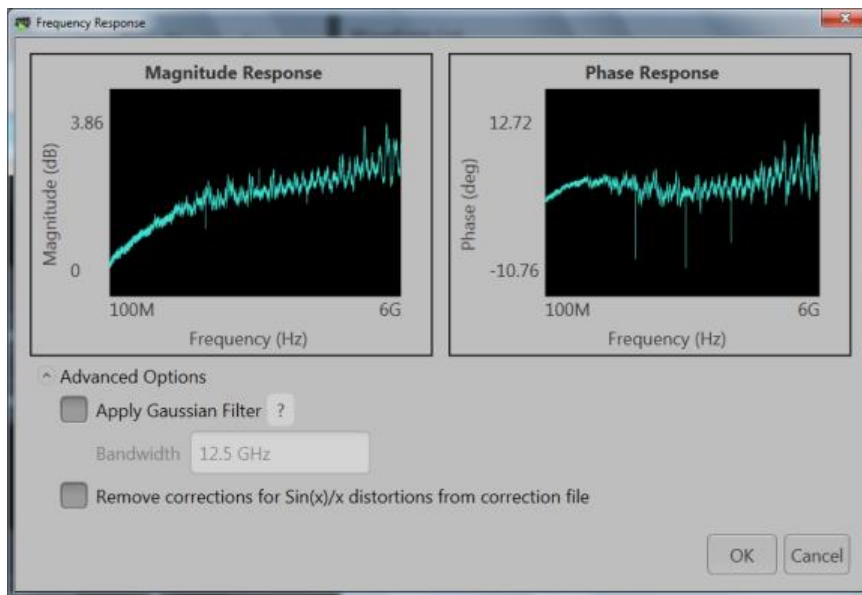 Frequency Response
Magnitude Response
3.86
Magnitude (dB)
0
100M 6G
Frequency (Hz)
Phase Response
12.72
Phase (deg)
-10.76
100M 6G
Frequency (Hz)
Advanced Options
Apply Gaussian Filter ?
Bandwidth 12.5 GHz
Remove corrections for Sin(x)/x distortions from correction file
OK Cancel